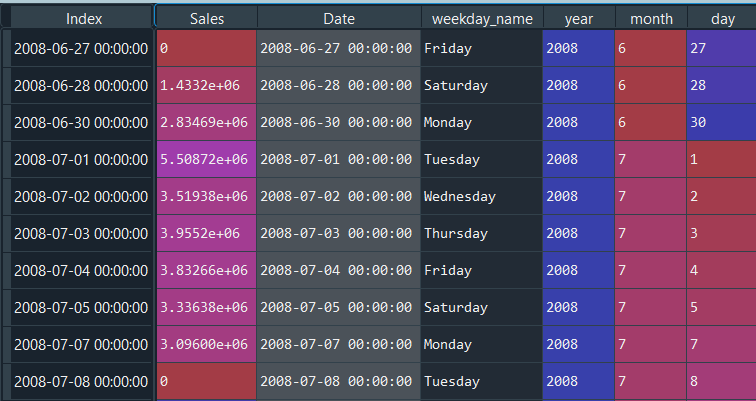 Index Sales Date weekday_name year month day
2008-06-27 00:00:00 0 2008-06-27 00:00:00 Friday 2008 6 27
2008-06-28 00:00:00 1.4332e+06 2008-06-28 00:00:00 Saturday 2008 6 28
2008-06-30 00:00:00 2.83469e+06 2008-06-30 00:00:00 Monday 2008 6 30
2008-07-01 00:00:00 5.50872e+06 2008-07-01 00:00:00 Tuesday 2008 7 1
2008-07-02 00:00:00 3.51938e+06 2008-07-02 00:00:00 Wednesday 2008 7 2
2008-07-03 00:00:00 3.9552e+06 2008-07-03 00:00:00 Thursday 2008 7 3
2008-07-04 00:00:00 3.83266e+06 2008-07-04 00:00:00 Friday 2008 7 4
2008-07-05 00:00:00 3.33638e+06 2008-07-05 00:00:00 Saturday 2008 7 5
2008-07-07 00:00:00 3.09600e+06 2008-07-07 00:00:00 Monday 2008 7 7
2008-07-08 00:00:00 0 2008-07-08 00:00:00 Tuesday 2008 7 8